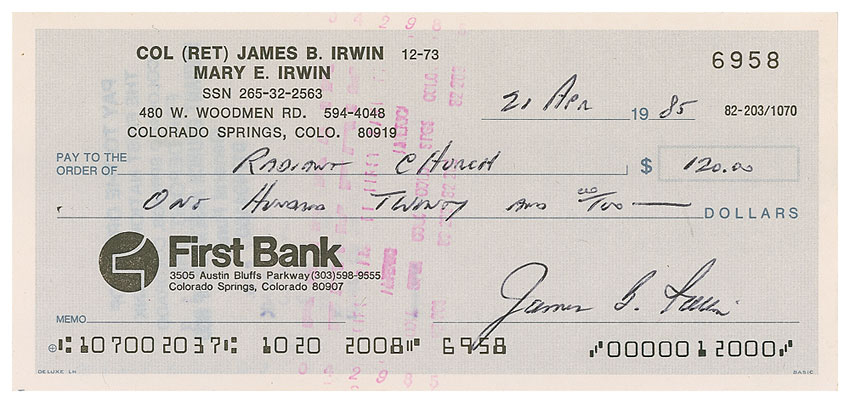 COL (RET) JAMES B. IRWIN 12-73 6958
MARY E. IRWIN
SSN 265-32-2563
480 W. WOODMEN RD. 594-4048
21 Apr 1985 82-203/1070
COLORADO SPRINGS, COLO. 80919
PAY TO THE
ORDER OF Radiant Church $ 120.00
One Hundred Twenty and 00/100 DOLLARS
First Bank
3505 Austin Bluffs Parkway (303) 598-9555
Colorado Springs, Colorado 80907
James B. Irwin
MEMO
⑆107002037⑆ 1020 2008⑈ 6958 ⑈0000012000⑈
DELUXE BASIC